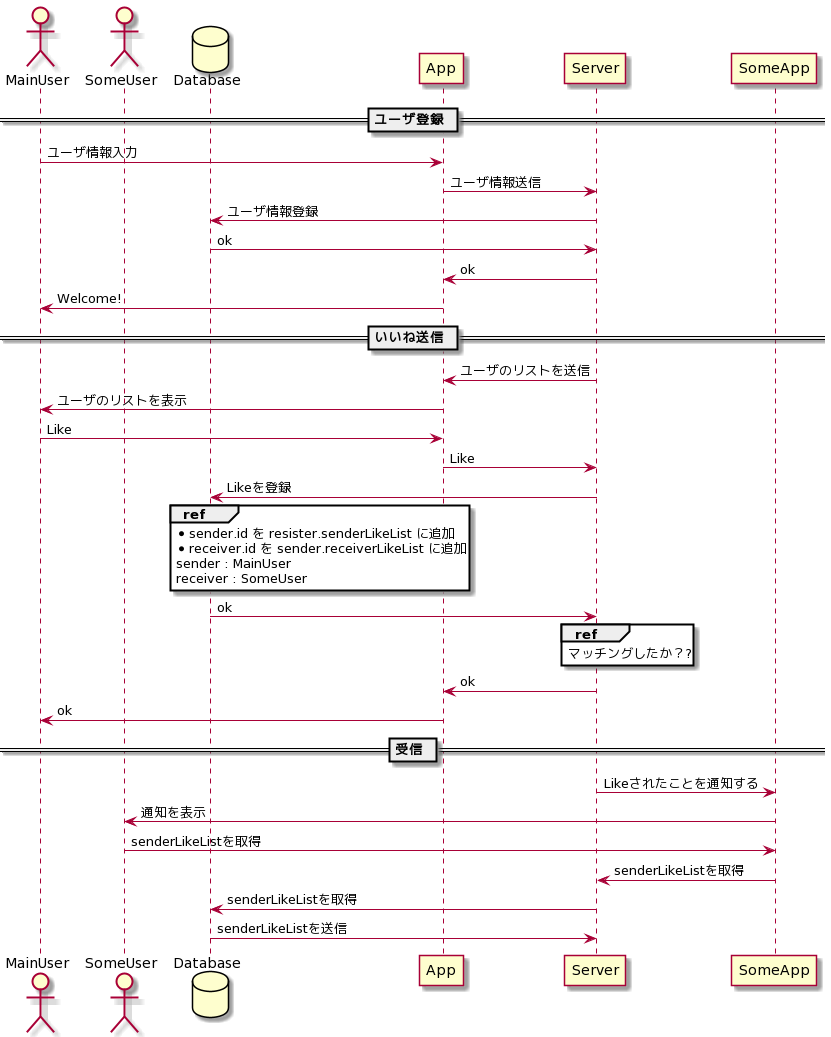 MainUser SomeUser Database App Server SomeApp
ユーザ登録
ユーザ情報入力
ユーザ情報送信
ユーザ情報登録
ok
ok
Welcome!
いいね送信
ユーザのリストを送信
ユーザのリストを表示
Like
Like
Likeを登録
ref
• sender.id を resister.senderLikeList に追加
• receiver.id を sender.receiverLikeList に追加
sender : MainUser
receiver : SomeUser
ok
ref
マッチングしたか？?
ok
ok
受信
Likeされたことを通知する
通知を表示
senderLikeListを取得
senderLikeListを取得
senderLikeListを取得
senderLikeListを送信
MainUser SomeUser Database App Server SomeApp